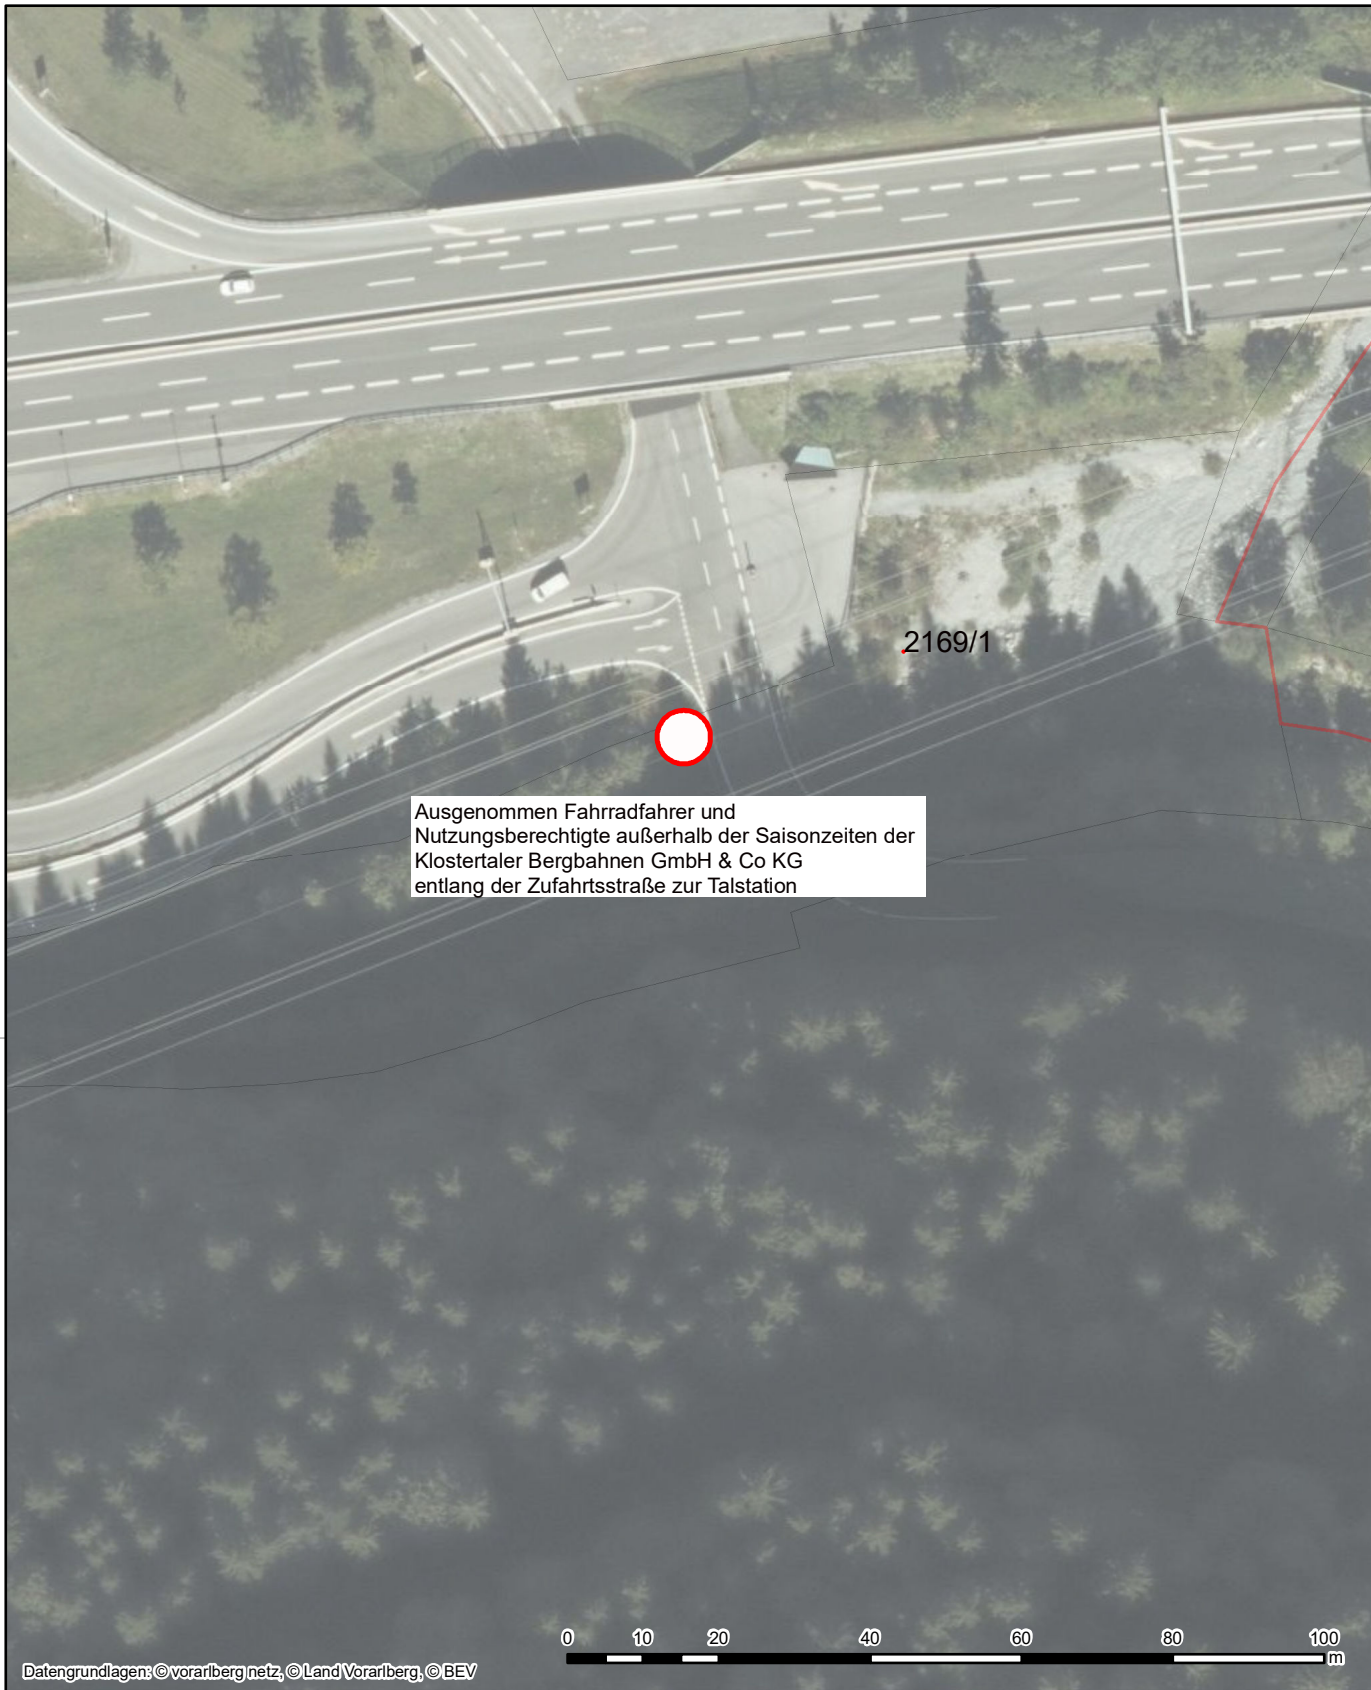 2169/1
Ausgenommen Fahrradfahrer und
Nutzungsberechtigte außerhalb der Saisonzeiten der
Klostertaler Bergbahnen GmbH & Co KG
entlang der Zufahrtsstraße zur Talstation
0 10 20 40 60 80 100
m
Datengrundlagen: © vorarlberg netz, © Land Vorarlberg, © BEV